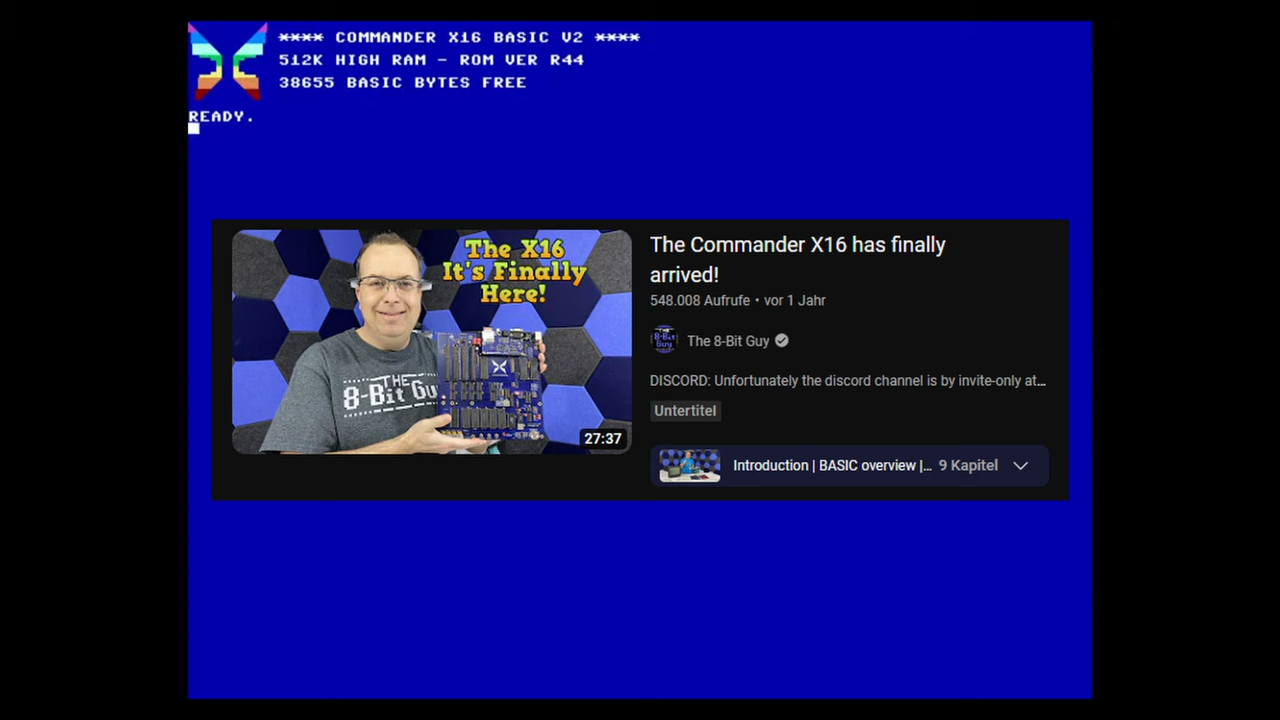 **** COMMANDER X16 BASIC V2 ****
512K HIGH RAM - ROM VER R44
38655 BASIC BYTES FREE
READY.
The X16
It's Finally
Here!
THE
8-Bit Gu
27:37
The Commander X16 has finally
arrived!
548.008 Aufrufe • vor 1 Jahr
8-Bit
Guy
The 8-Bit Guy
DISCORD: Unfortunately the discord channel is by invite-only at...
Untertitel
Introduction | BASIC overview |... 9 Kapitel